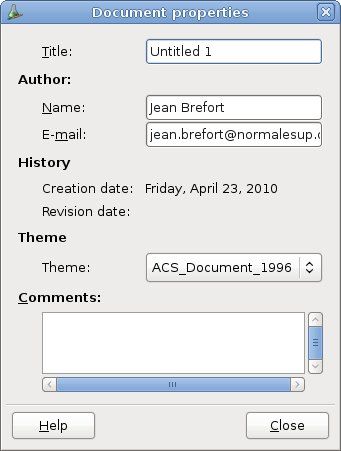 Document properties
Title: Untitled 1
Author:
Name: Jean Brefort
E-mail: jean.brefort@normalesup.
History
Creation date: Friday, April 23, 2010
Revision date:
Theme
Theme: ACS_Document_1996
Comments:
Help Close